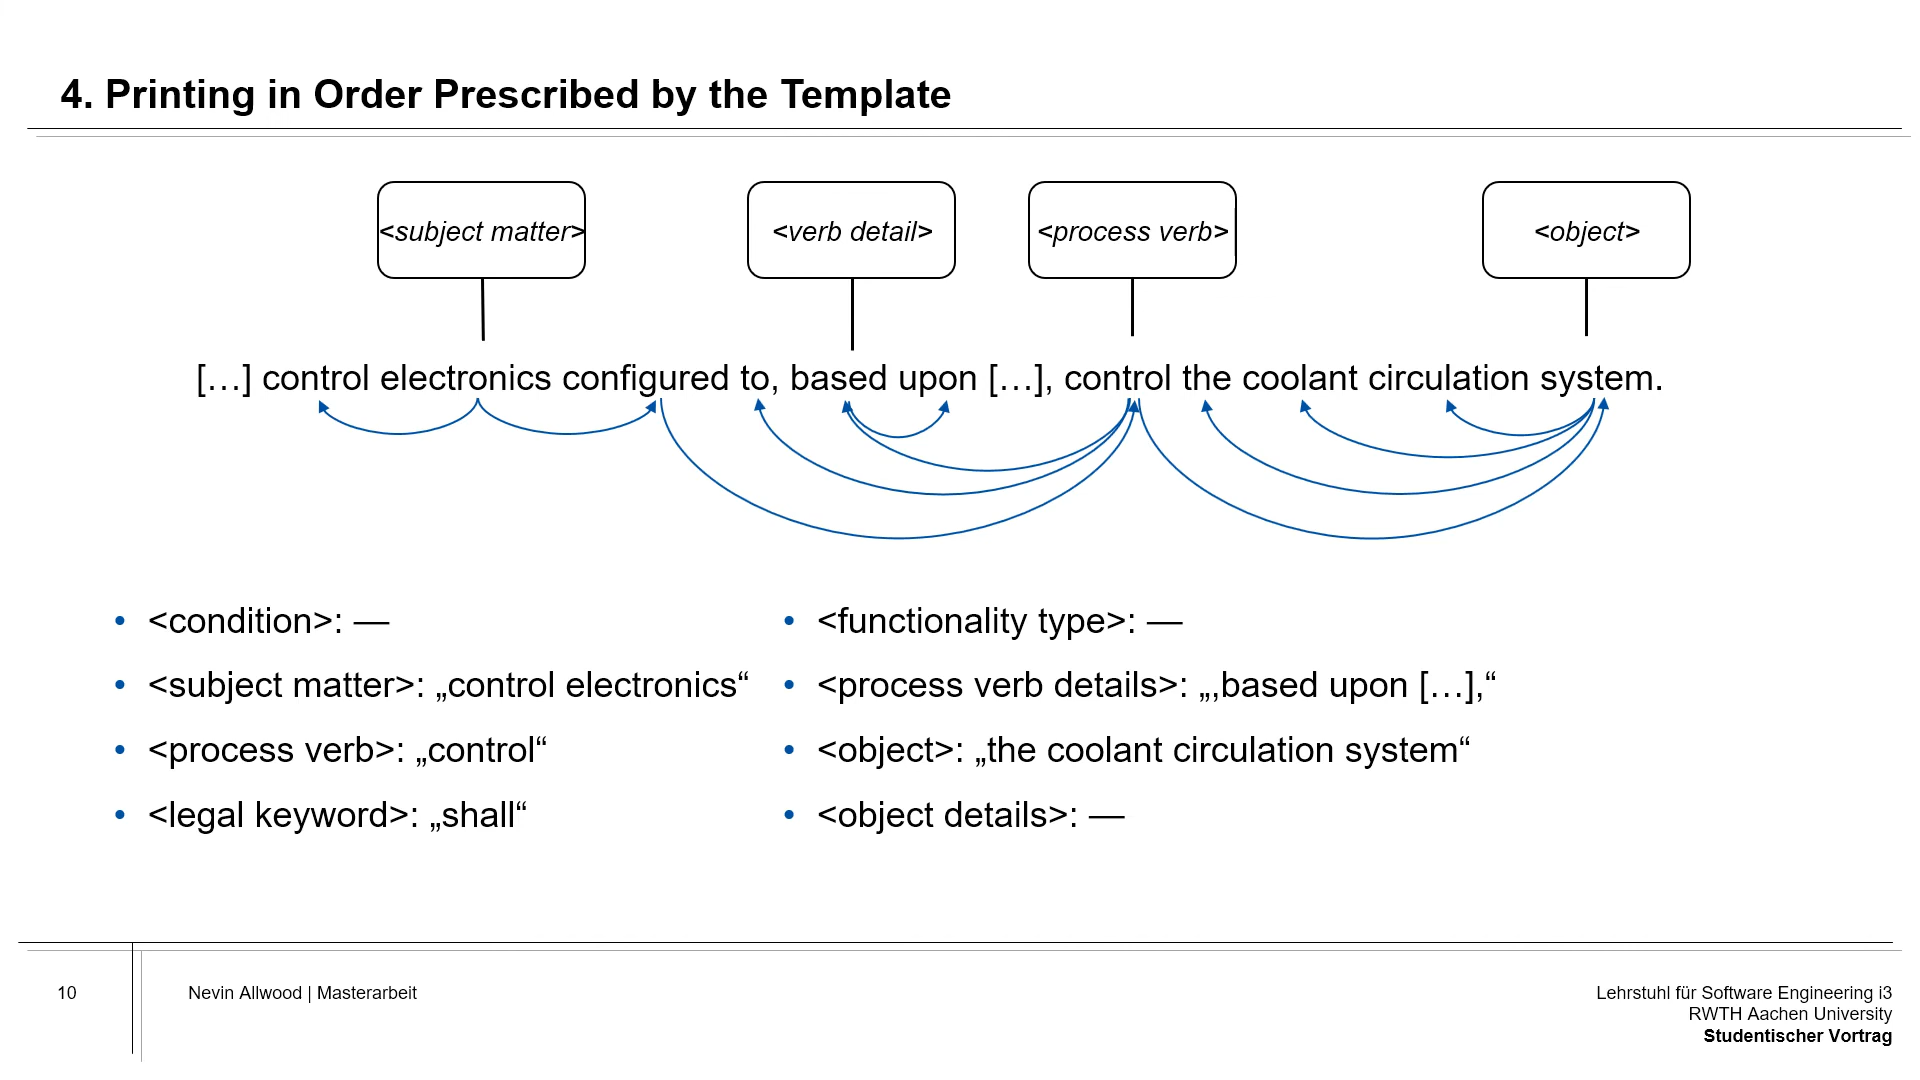 4. Printing in Order Prescribed by the Template
<subject matter>
<verb detail>
<process verb>
<object>
[…] control electronics configured to, based upon […], control the coolant circulation system.
• <condition>: —
• <subject matter>: „control electronics“
• <process verb>: „control“
• <legal keyword>: „shall“
• <functionality type>: —
• <process verb details>: „,based upon […],“
• <object>: „the coolant circulation system“
• <object details>: —
10
Nevin Allwood | Masterarbeit
Lehrstuhl für Software Engineering i3
RWTH Aachen University
Studentischer Vortrag